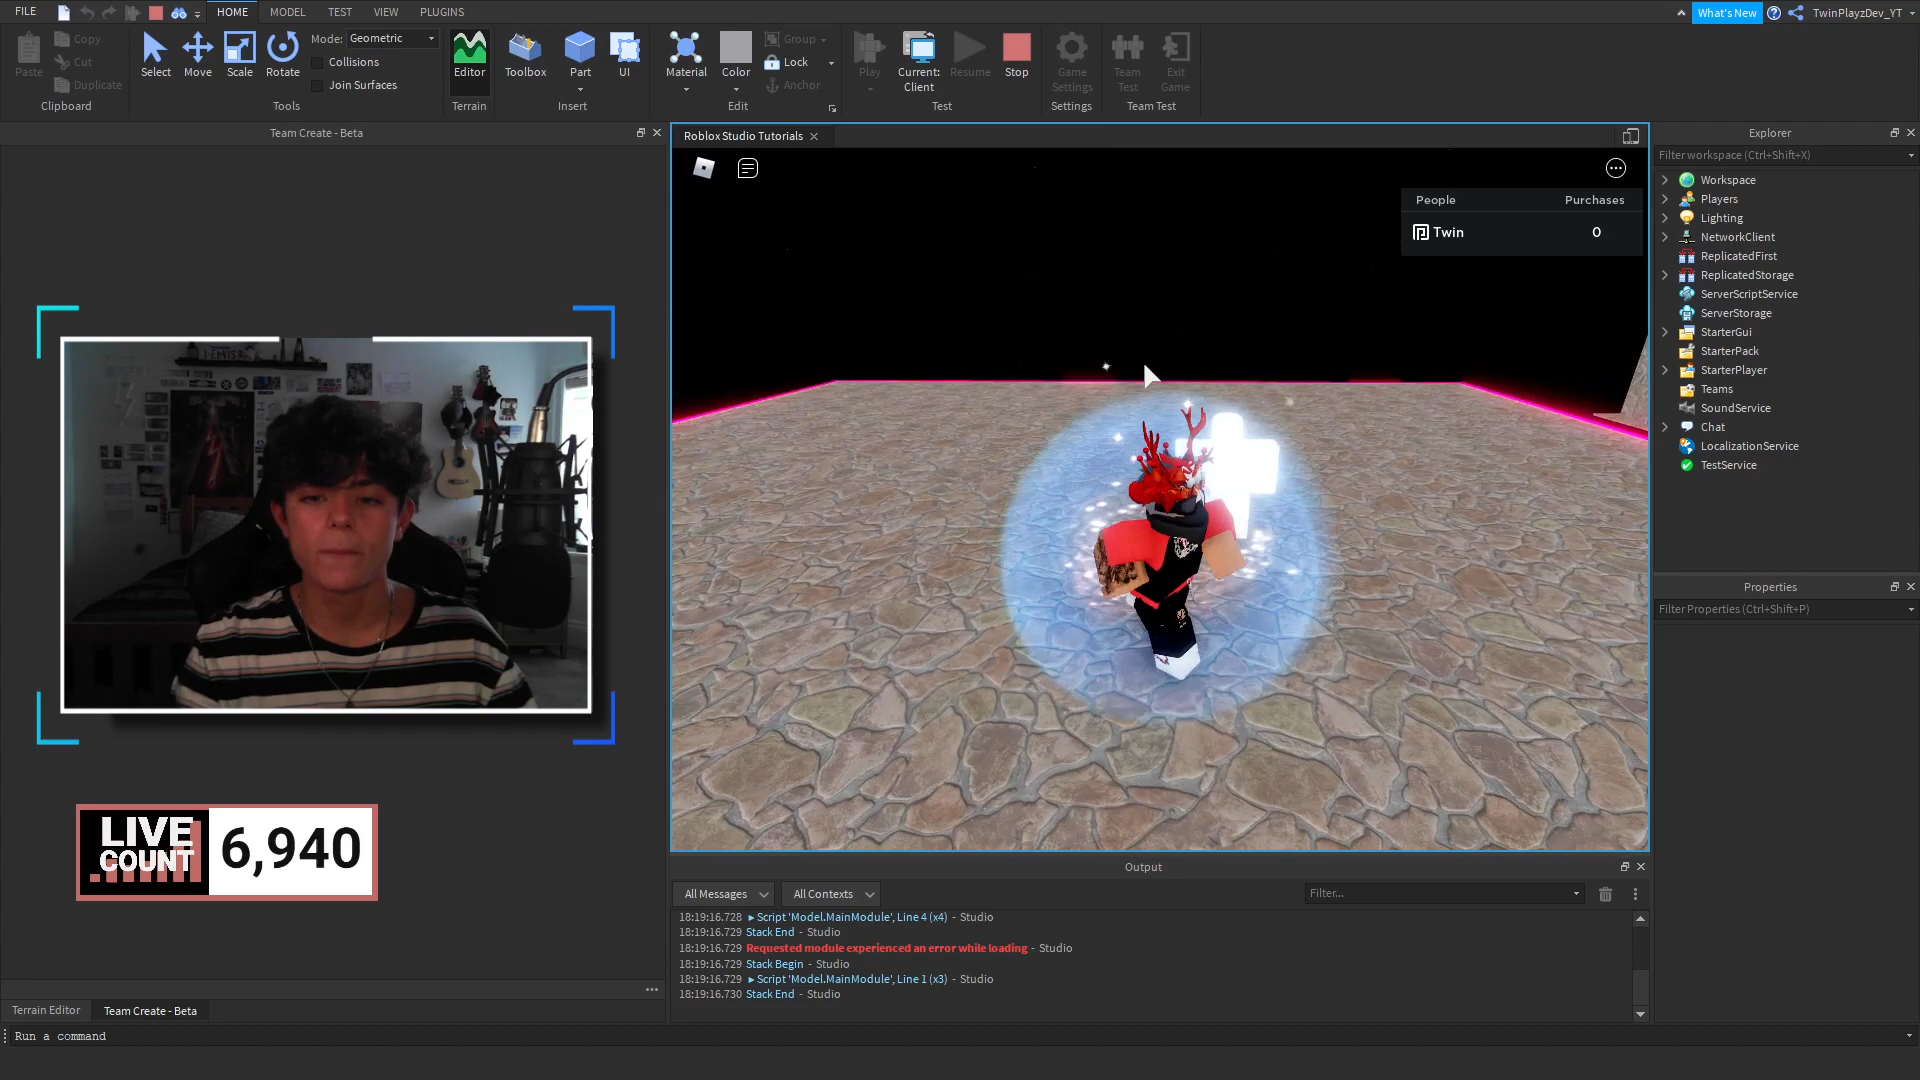 FILE
HOME
MODEL
TEST
VIEW
PLUGINS
What's New
TwinPlayzDev_YT
Paste
Copy
Cut
Duplicate
Clipboard
Select
Move
Scale
Rotate
Mode: Geometric
Collisions
Join Surfaces
Tools
Editor
Terrain
Toolbox
Part
UI
Insert
Material
Color
Group
Lock
Anchor
Edit
Play
Current:
Client
Resume
Stop
Test
Game
Settings
Settings
Team
Test
Exit
Game
Team Test
Team Create - Beta
Roblox Studio Tutorials
People Purchases
Twin 0
LIVE
COUNT
6,940
Explorer
Filter workspace (Ctrl+Shift+X)
Workspace
Players
Lighting
NetworkClient
ReplicatedFirst
ReplicatedStorage
ServerScriptService
ServerStorage
StarterGui
StarterPack
StarterPlayer
Teams
SoundService
Chat
LocalizationService
TestService
Properties
Filter Properties (Ctrl+Shift+P)
Output
All Messages
All Contexts
Filter...
18:19:16.728 Script 'Model.MainModule', Line 4 (x4) - Studio
18:19:16.729 Stack End - Studio
18:19:16.729 Requested module experienced an error while loading - Studio
18:19:16.729 Stack Begin - Studio
18:19:16.729 Script 'Model.MainModule', Line 1 (x3) - Studio
18:19:16.730 Stack End - Studio
Terrain Editor
Team Create - Beta
Run a command